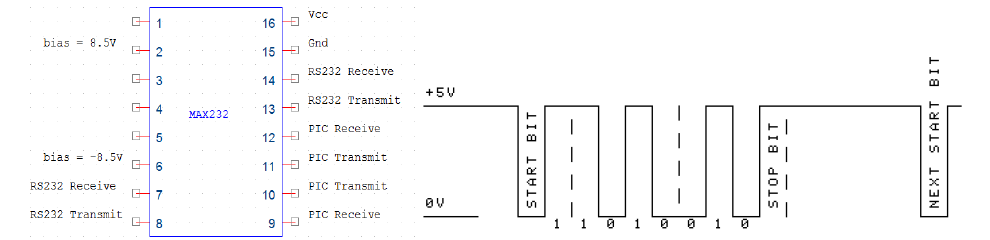 1 16 Vcc
bias = 8.5V 2 15 Gnd
3 14 RS232 Receive
4 13 RS232 Transmit
MAX232
5 12 PIC Receive
bias = -8.5V 6 11 PIC Transmit
RS232 Receive 7 10 PIC Transmit
RS232 Transmit 8 9 PIC Receive
+5V
0V
START BIT
1 1 0 1 0 0 1 0
STOP BIT
NEXT START BIT